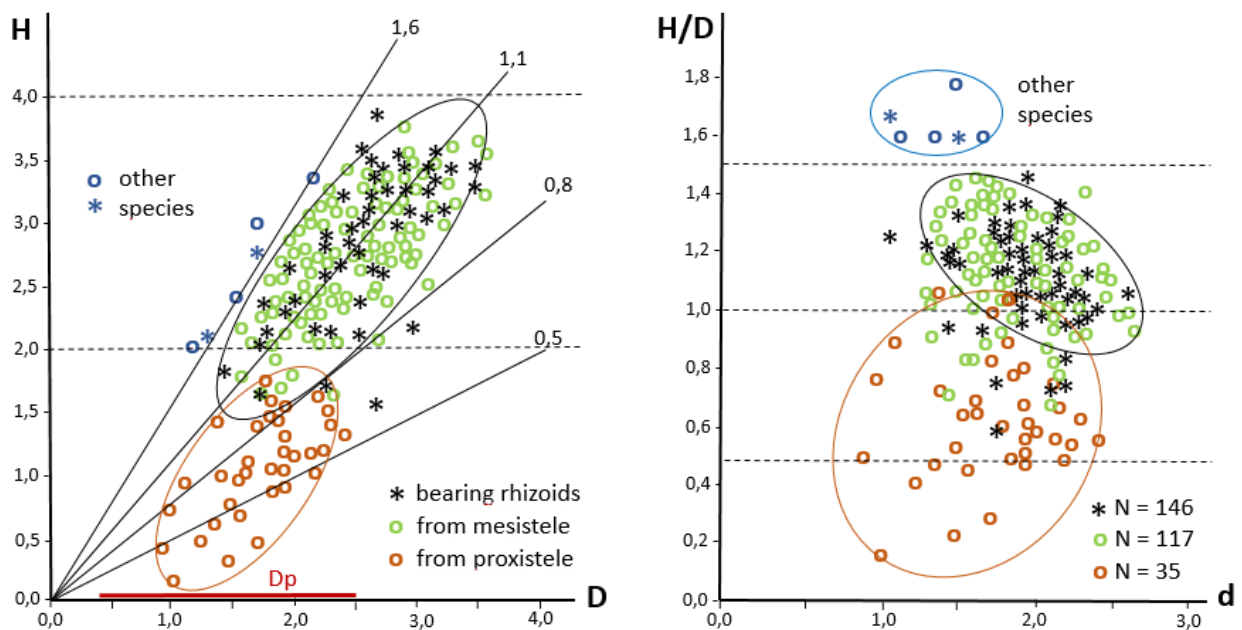 H
1,6
1,1
4,0
3,5
0,8
other
species
3,0
2,5
2,0
0,5
1,5
1,0
* bearing rhizoids
from mesistele
from proxistele
0,5
Dp
0,0
D
0,0
1,0
2,0
3,0
4,0
H/D
1,8
other
species
1,6
1,4
1,2
1,0
0,8
0,6
0,4
N = 146
N = 117
0,2
N = 35
0,0
d
0,0
1,0
2,0
3,0